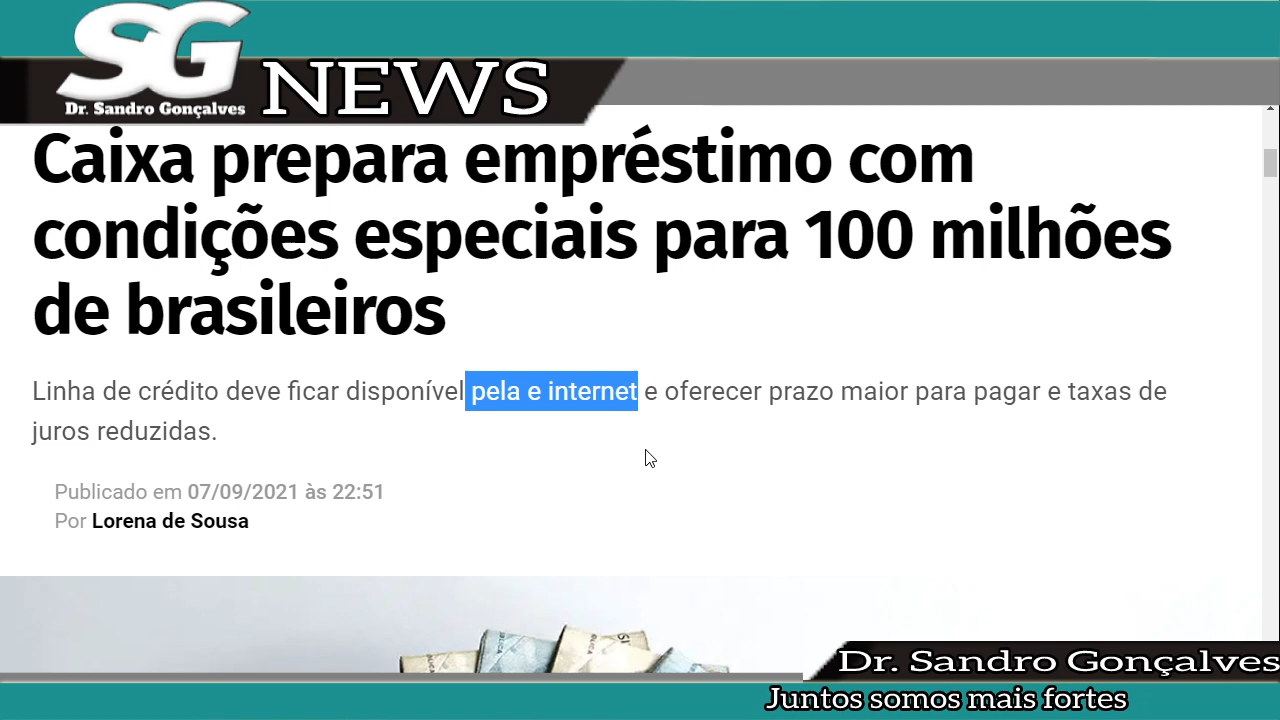 SG
Dr. Sandro Gonçalves
NEWS
Caixa prepara empréstimo com
condições especiais para 100 milhões
de brasileiros
Linha de crédito deve ficar disponível pela e internet e oferecer prazo maior para pagar e taxas de
juros reduzidas.
Publicado em 07/09/2021 às 22:51
Por Lorena de Sousa
Dr. Sandro Gonçalves
Juntos somos mais fortes